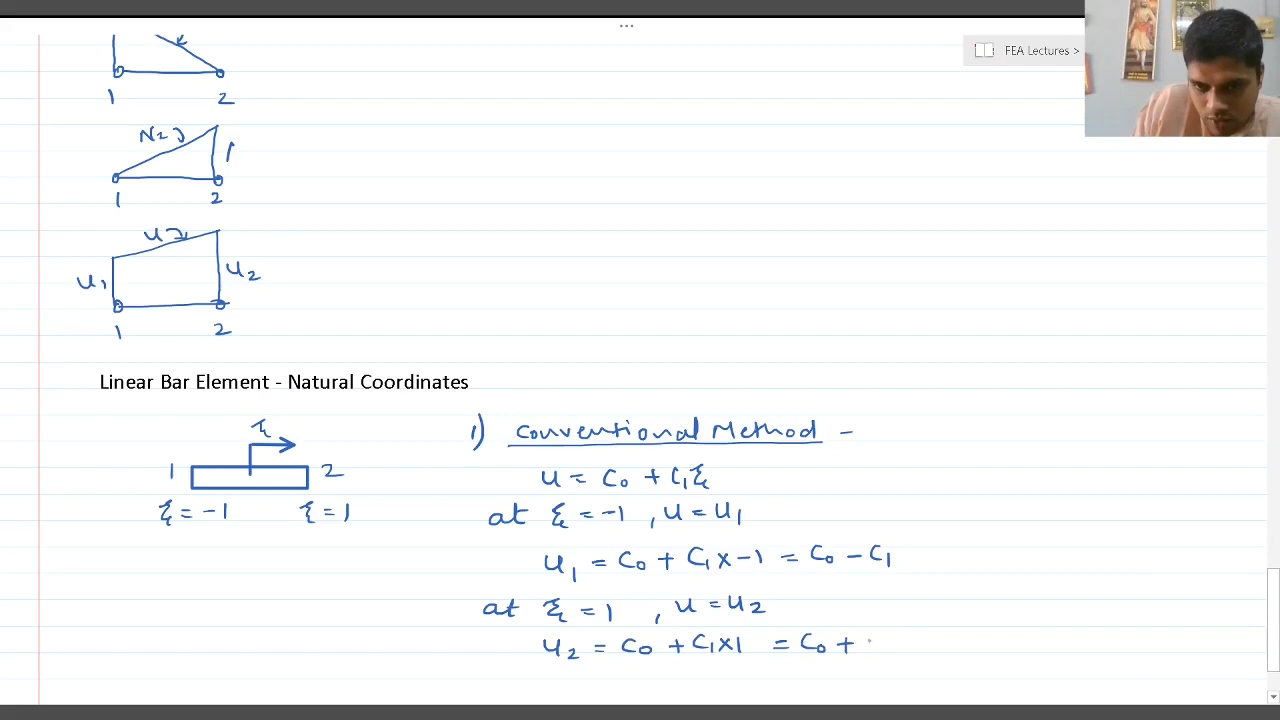 ...
FEA Lectures >
1 2
N2
1
1 2
u
u1 u2
1 2
Linear Bar Element - Natural Coordinates
ξ
1 2
ξ = -1 ξ = 1
1) Conventional Method -
u = C0 + C1ξ
at ξ = -1 , u = u1
u1 = C0 + C1 x -1 = C0 - C1
at ξ = 1 , u = u2
u2 = C0 + C1x1 = C0 +